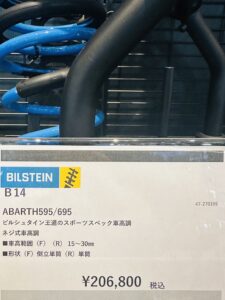 BILSTEIN
B14
47-276595
ABARTH595/695
ビルシュタイン王道のスポーツスペック車高調
ネジ式車高調
■車高範囲（F）（R） 15～30mm
■形状（F）倒立単筒（R）単筒
¥206,800 税込